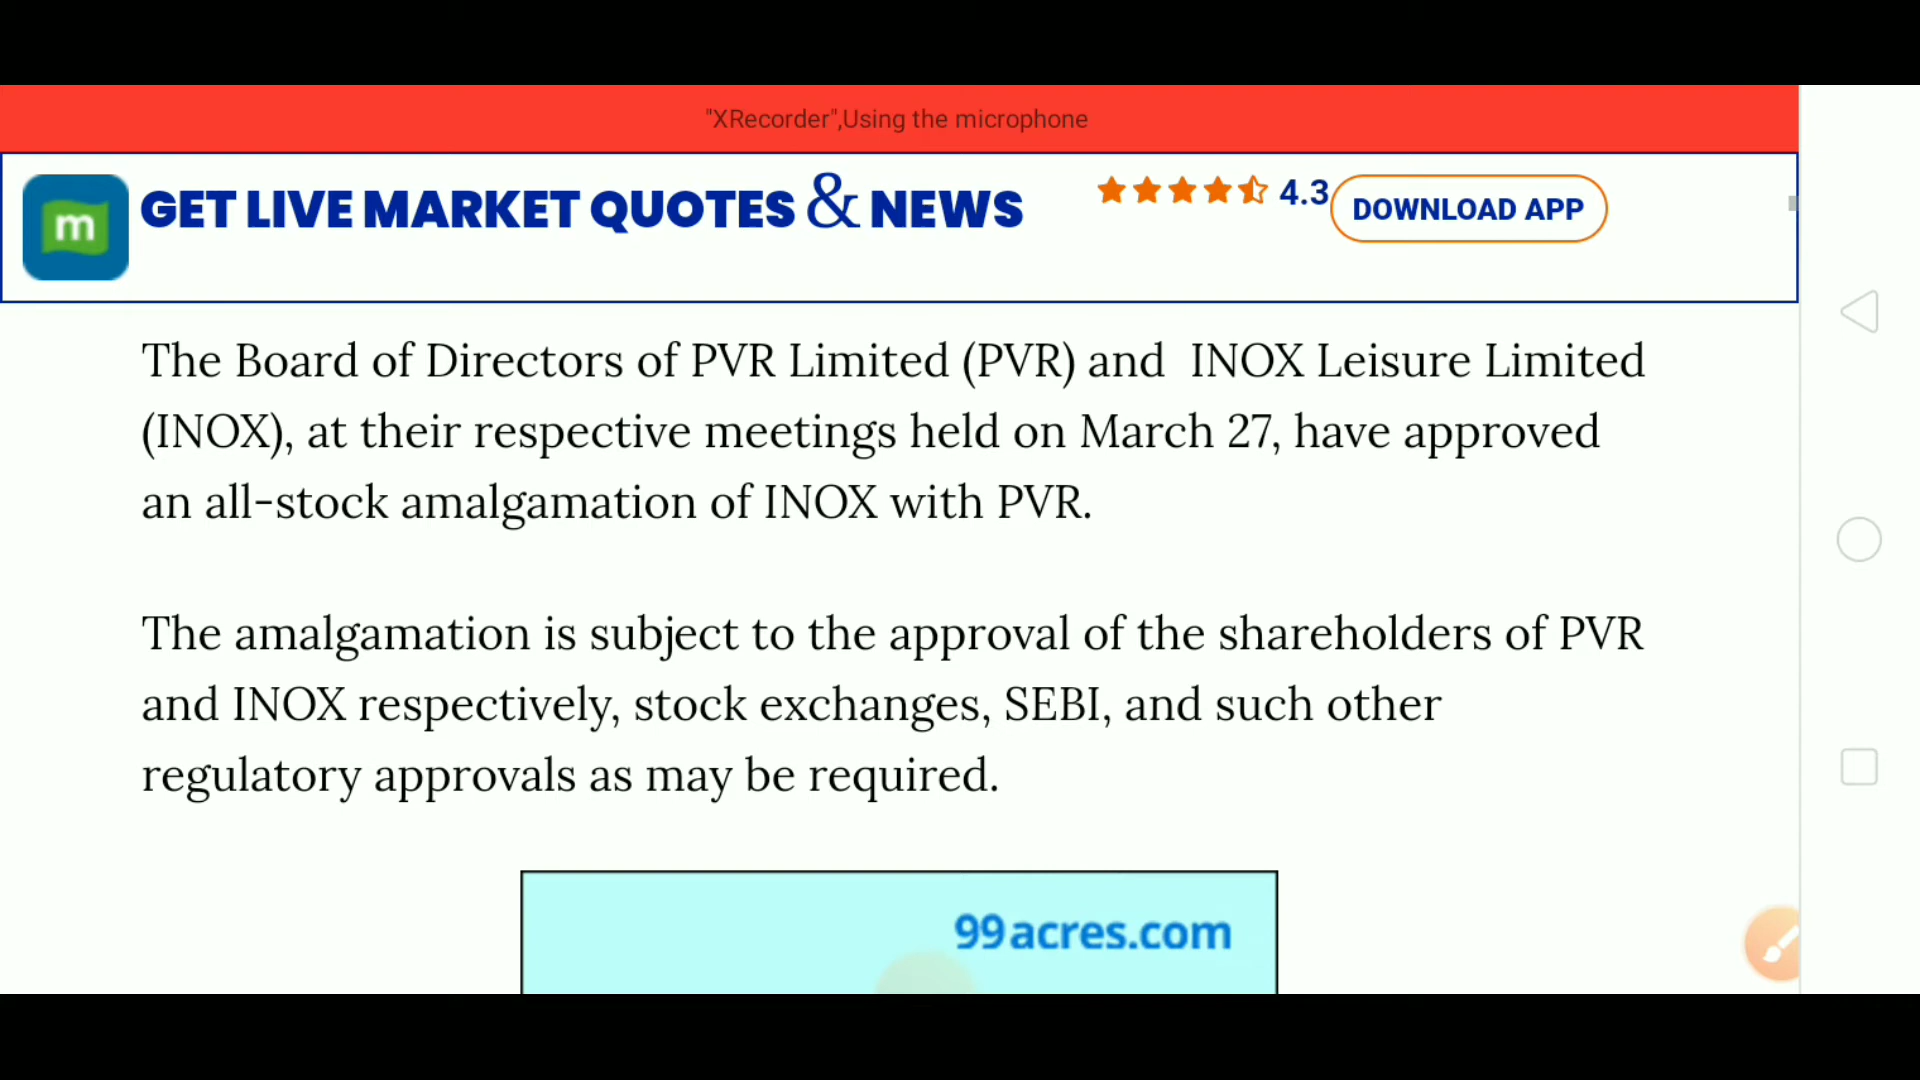 "XRecorder",Using the microphone
m
GET LIVE MARKET QUOTES & NEWS
4.3
DOWNLOAD APP
The Board of Directors of PVR Limited (PVR) and INOX Leisure Limited
(INOX), at their respective meetings held on March 27, have approved
an all-stock amalgamation of INOX with PVR.
The amalgamation is subject to the approval of the shareholders of PVR
and INOX respectively, stock exchanges, SEBI, and such other
regulatory approvals as may be required.
99acres.com